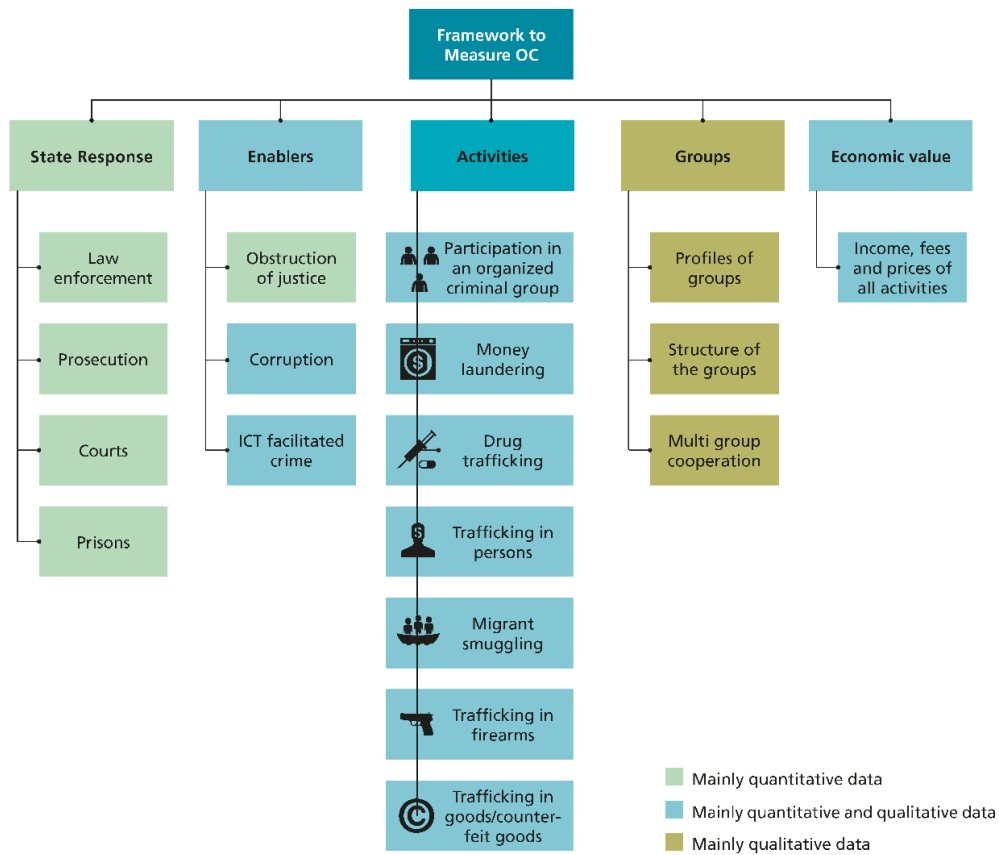 Framework to
Measure OC
State Response
Enablers
Activities
Groups
Economic value
Law
enforcement
Prosecution
Courts
Prisons
Obstruction
of justice
Corruption
ICT facilitated
crime
Participation in
an organized
criminal group
$
Money
laundering
Drug
trafficking
$
Trafficking in
persons
Migrant
smuggling
Trafficking in
firearms
©
Trafficking in
goods/counter-
feit goods
Profiles of
groups
Structure of
the groups
Multi group
cooperation
Income, fees
and prices of
all activities
Mainly quantitative data
Mainly quantitative and qualitative data
Mainly qualitative data